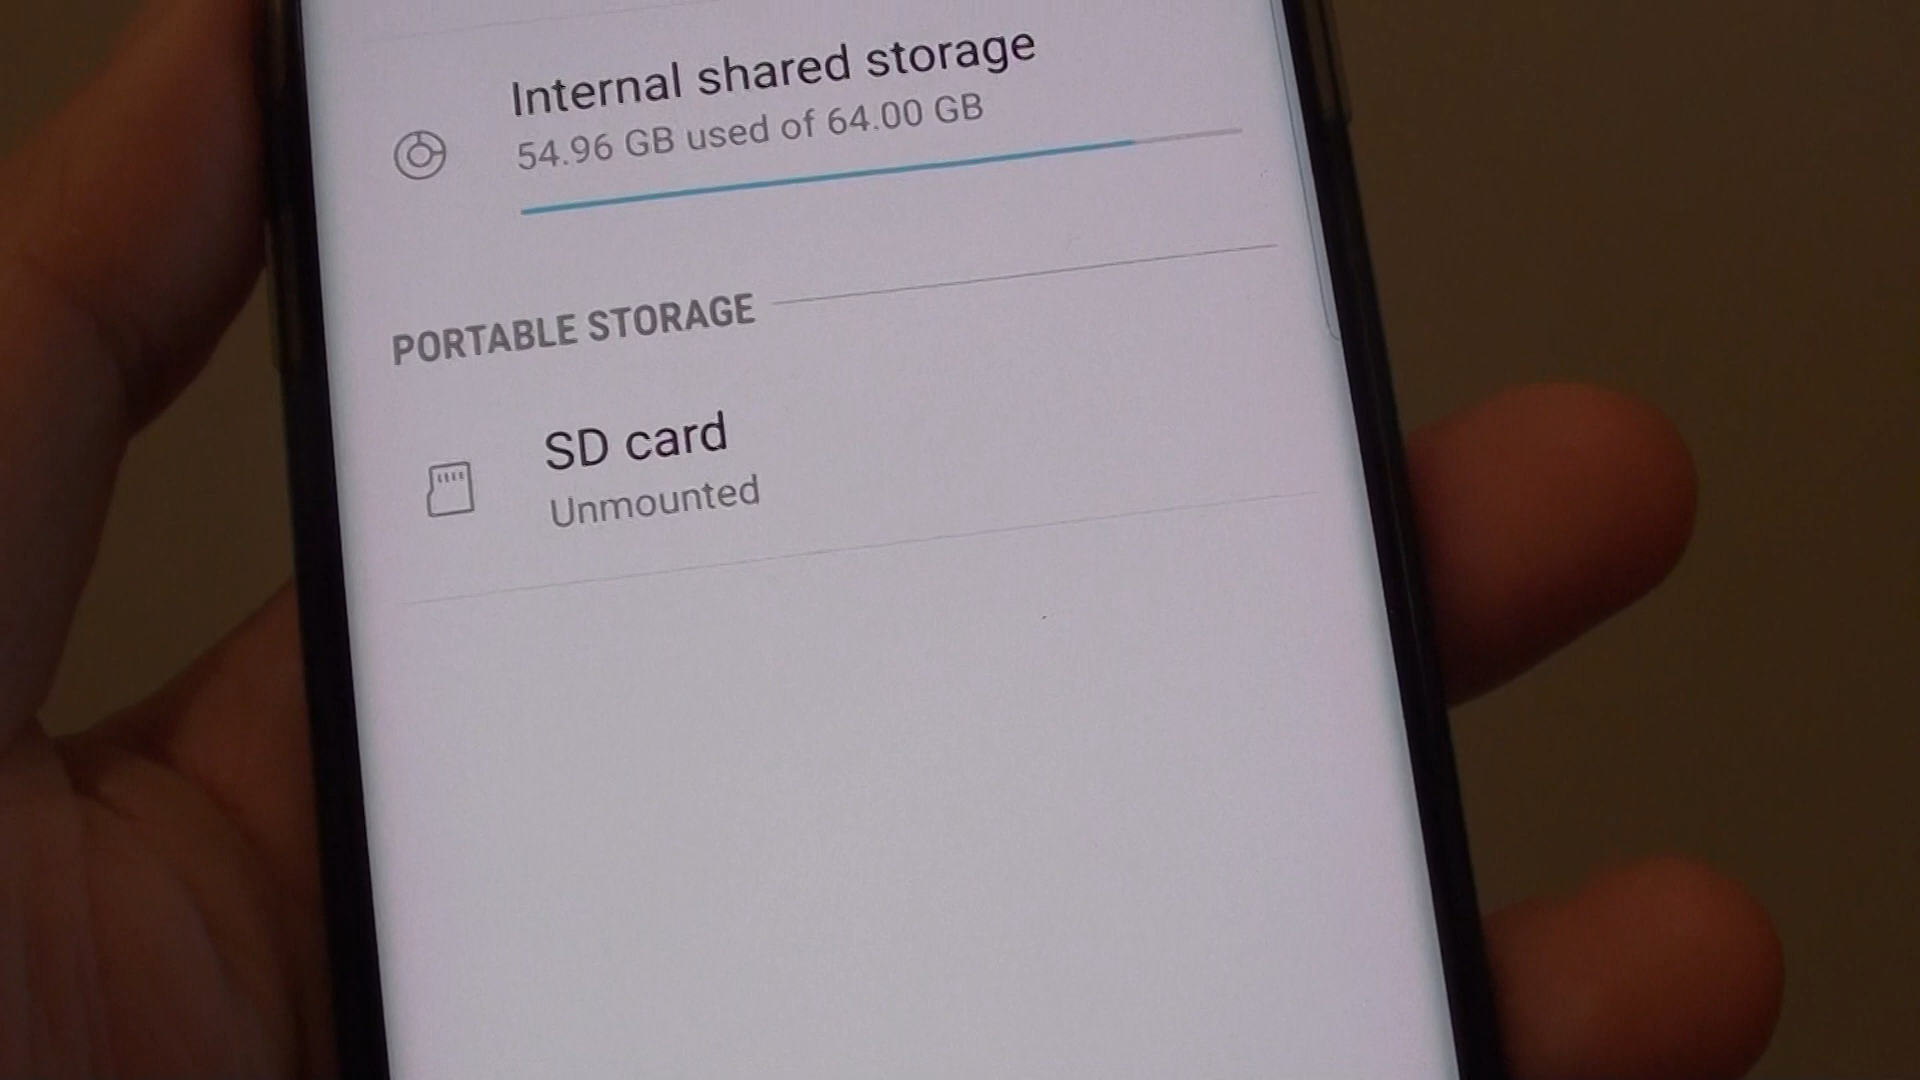 Internal shared storage
54.96 GB used of 64.00 GB
PORTABLE STORAGE
SD card
Unmounted